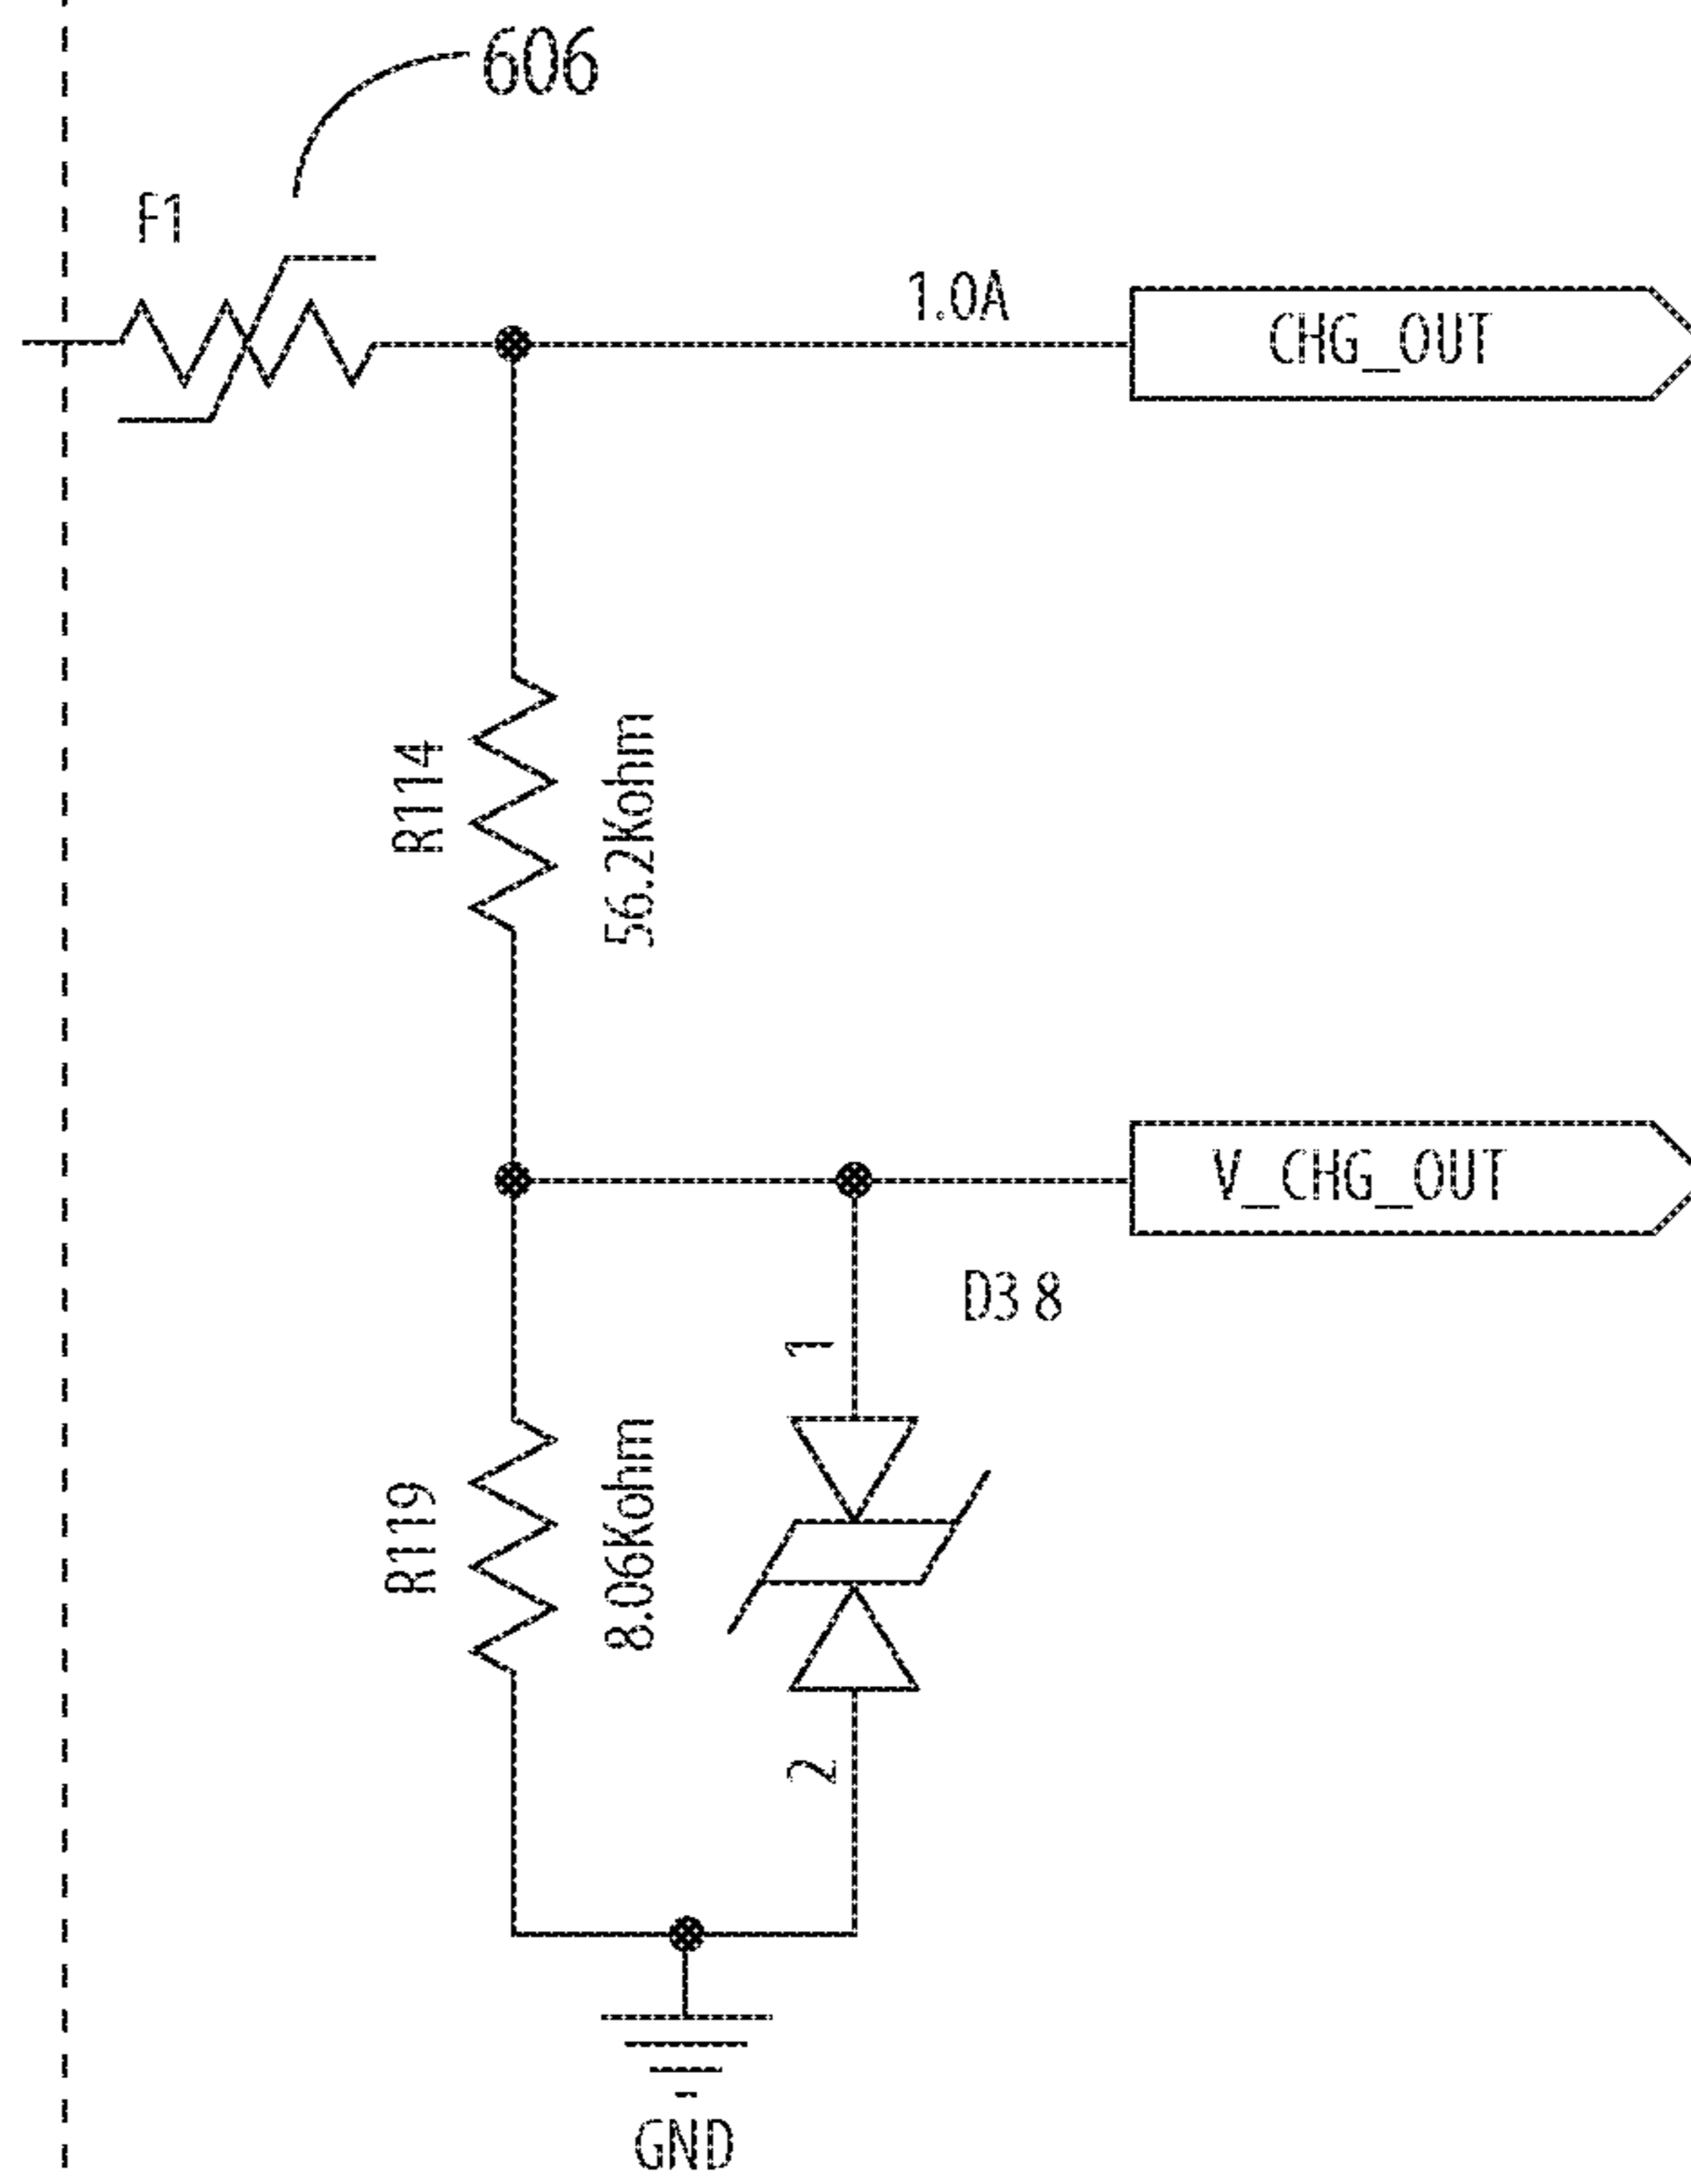 606
F1
1.0A
CHG_OUT
R114
56.2Kohm
V_CHG_OUT
D3 8
1
R119
8.06Kohm
2
GND